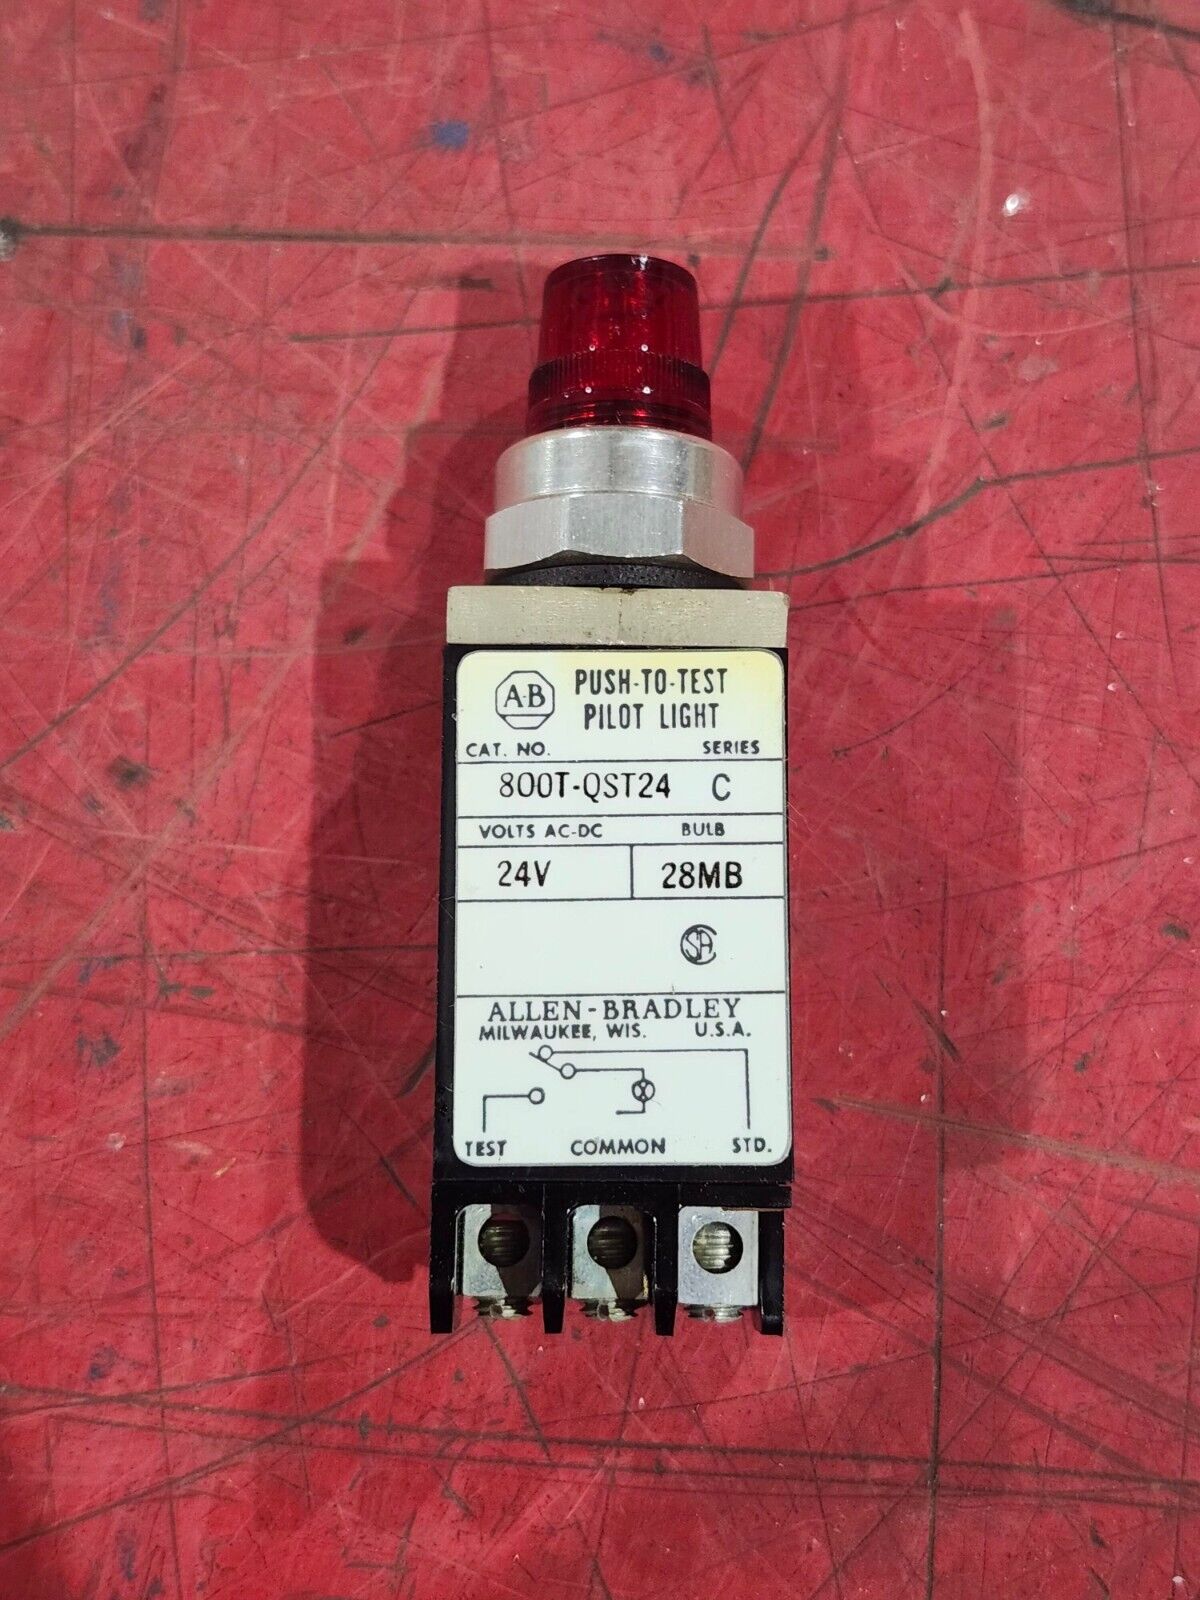 A-B PUSH-TO-TEST
PILOT LIGHT
CAT. NO. SERIES
800T-QST24 C
VOLTS AC-DC BULB
24V 28MB
SA
ALLEN-BRADLEY
MILWAUKEE, WIS. U.S.A.
TEST COMMON STD.